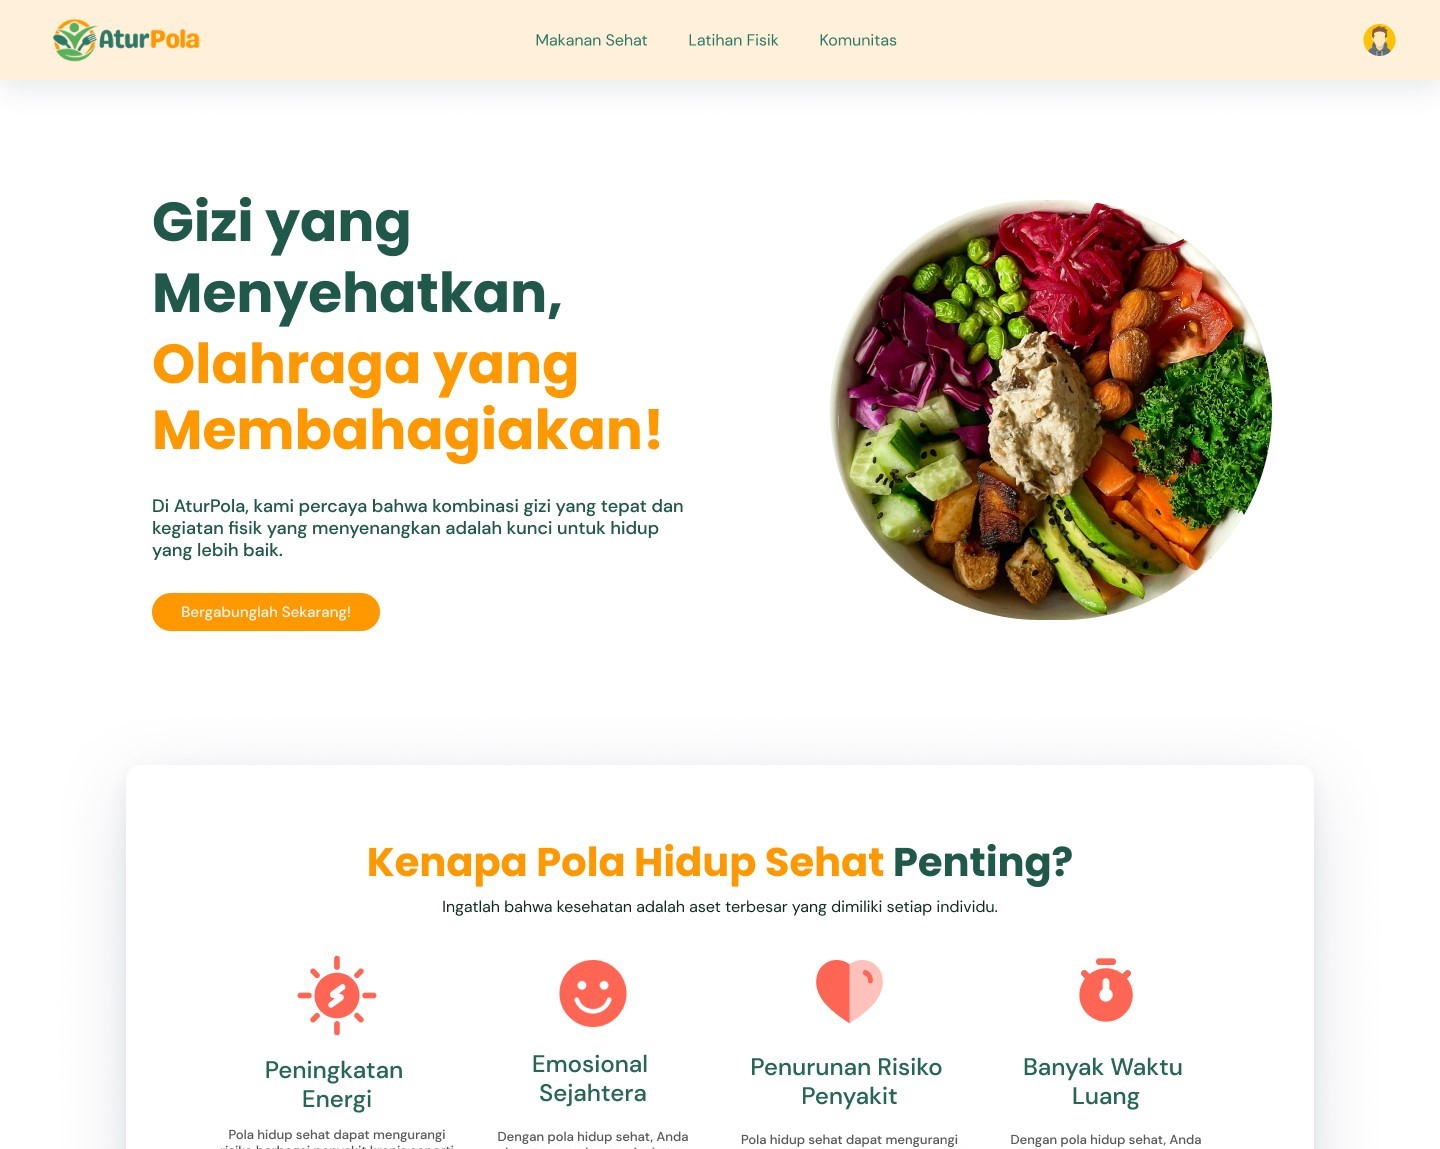 AturPola
Makanan Sehat
Latihan Fisik
Komunitas
Gizi yang
Menyehatkan,
Olahraga yang
Membahagiakan!
Di AturPola, kami percaya bahwa kombinasi gizi yang tepat dan
kegiatan fisik yang menyenangkan adalah kunci untuk hidup
yang lebih baik.
Bergabunglah Sekarang!
Kenapa Pola Hidup Sehat Penting?
Ingatlah bahwa kesehatan adalah aset terbesar yang dimiliki setiap individu.
Peningkatan
Energi
Pola hidup sehat dapat mengurangi
Emosional
Sejahtera
Dengan pola hidup sehat, Anda
Penurunan Risiko
Penyakit
Pola hidup sehat dapat mengurangi
Banyak Waktu
Luang
Dengan pola hidup sehat, Anda